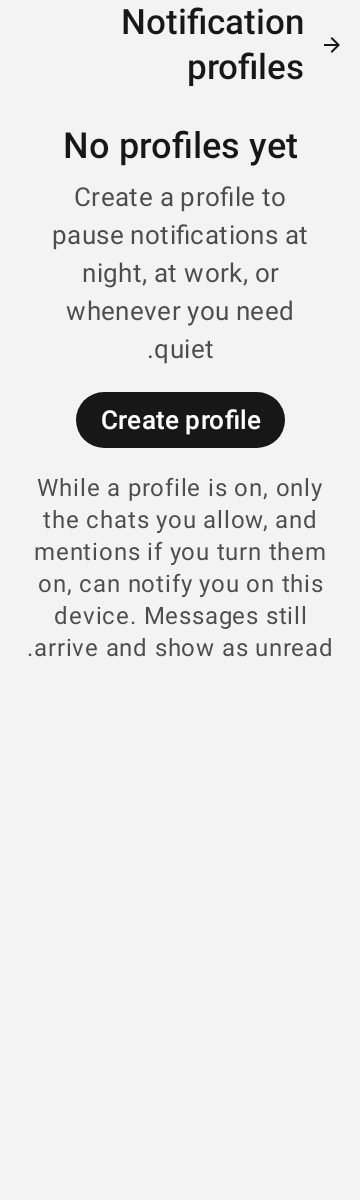 Notification
profiles
No profiles yet
Create a profile to
pause notifications at
night, at work, or
whenever you need
.quiet
Create profile
While a profile is on, only
the chats you allow, and
mentions if you turn them
on, can notify you on this
device. Messages still
.arrive and show as unread